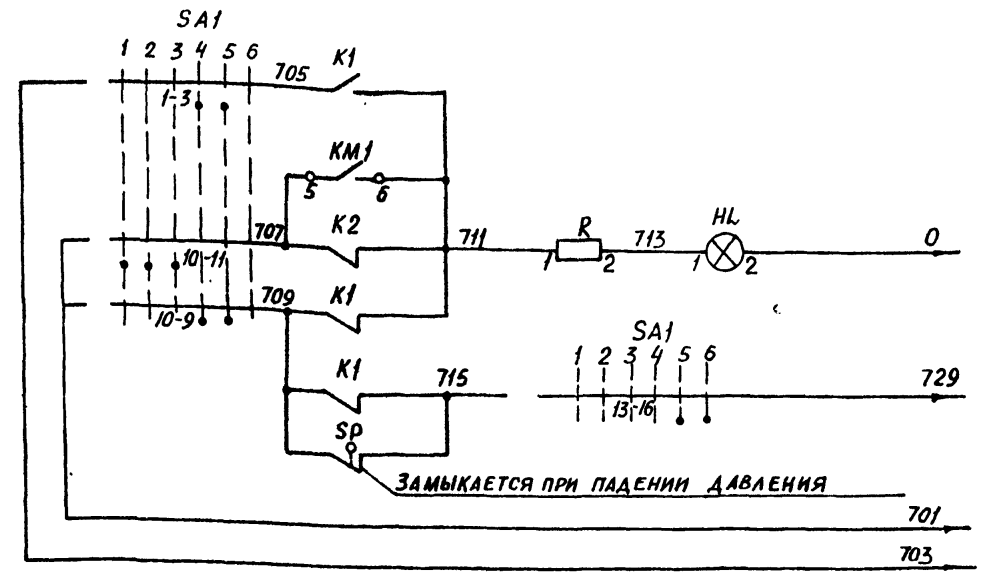 SA1
1 2 3 4 5 6
705
K1
1-3
KM1
5 6
707
K2
10-11
711
R
1 2
713
HL
1 2
0
709
K1
10-9
SA1
1 2 3 4 5 6
K1
715
13-16
729
SP
ЗАМЫКАЕТСЯ ПРИ ПАДЕНИИ ДАВЛЕНИЯ
701
703